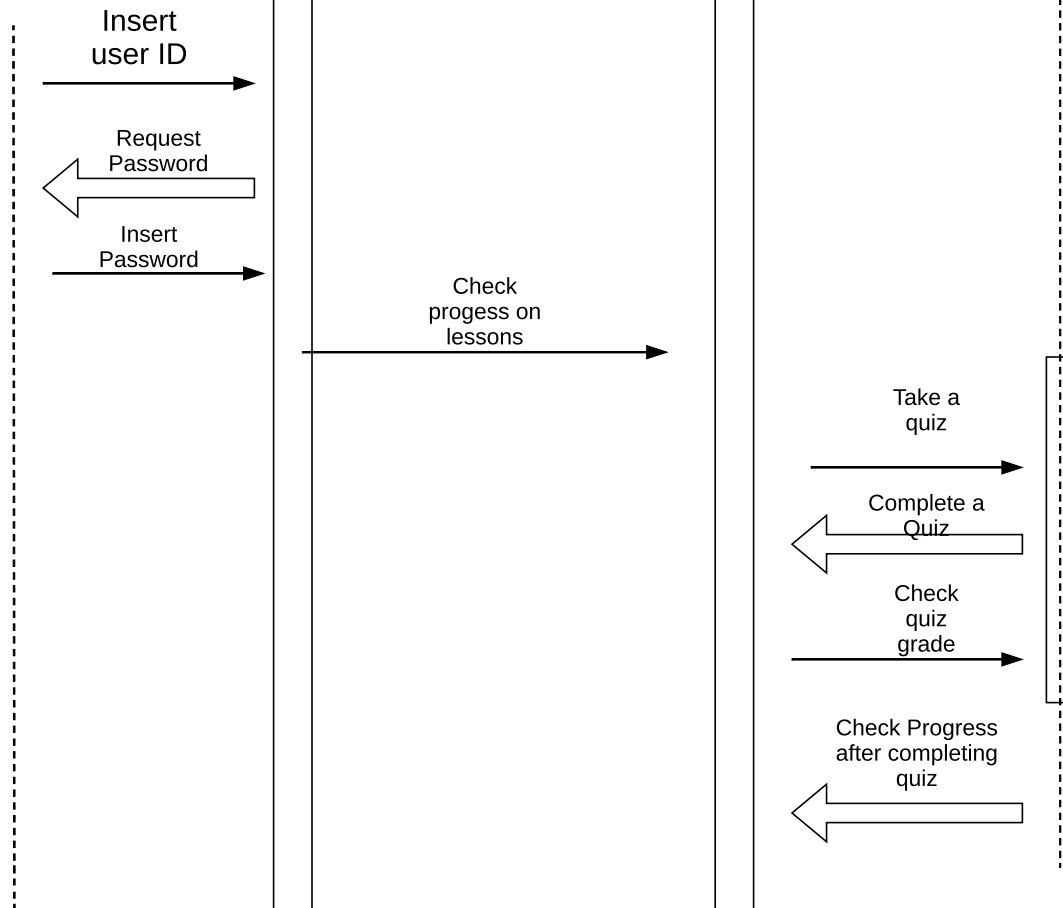 Insert
user ID
Request
Password
Insert
Password
Check
progess on
lessons
Take a
quiz
Complete a
Quiz
Check
quiz
grade
Check Progress
after completing
quiz